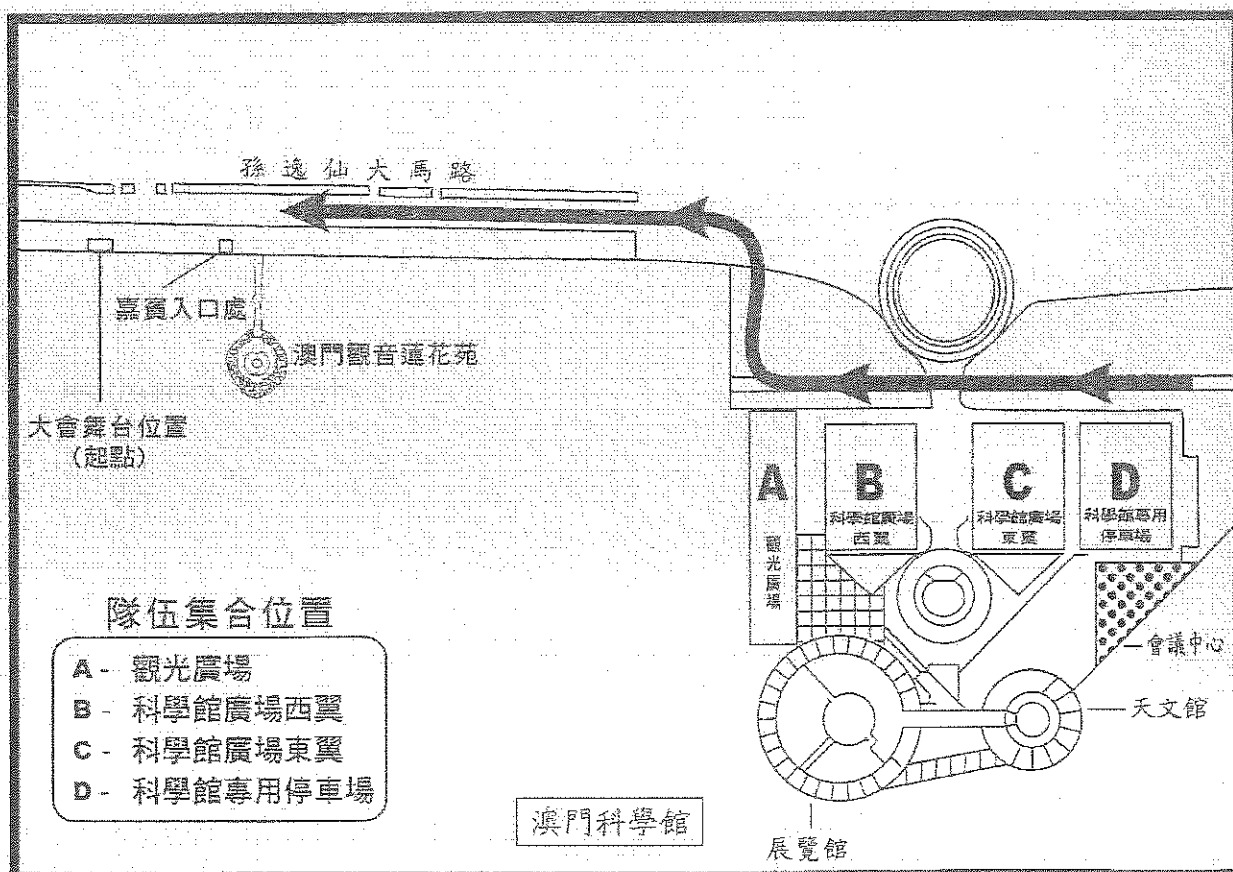 孫逸仙大馬路
嘉賓入口處
澳門觀音蓮花苑
大會舞台位置
(起點)
A
觀光廣場
B
科學館廣場
西翼
C
科學館廣場
東翼
D
科學館專用
停車場
會議中心
天文館
展覽館
澳門科學館
隊伍集合位置
A - 觀光廣場
B - 科學館廣場西翼
C - 科學館廣場東翼
D - 科學館專用停車場